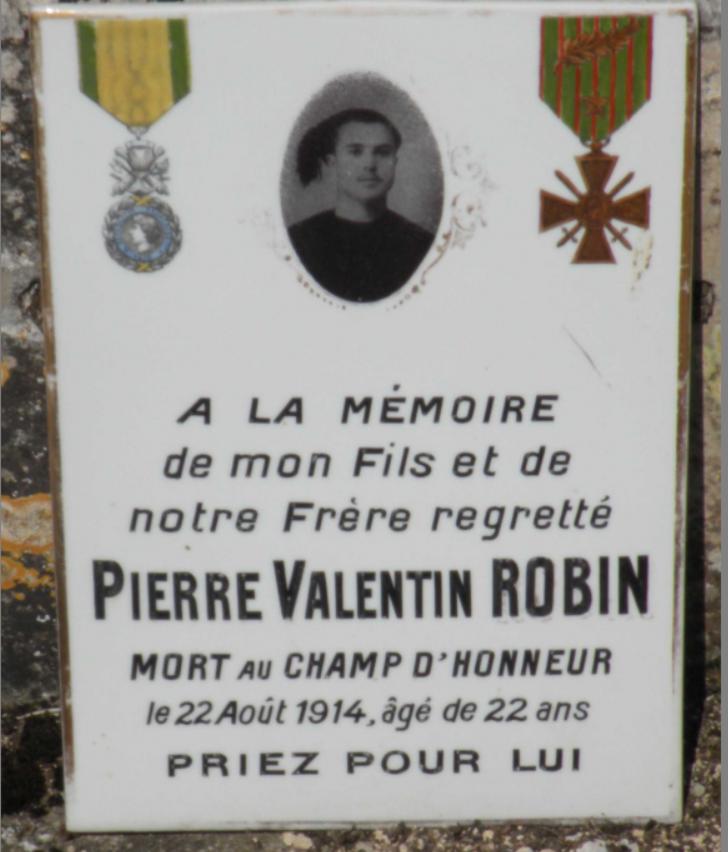 A LA MÉMOIRE
de mon Fils et de
notre Frère regretté
PIERRE VALENTIN ROBIN
MORT AU CHAMP D'HONNEUR
le 22 Août 1914, âgé de 22 ans
PRIEZ POUR LUI